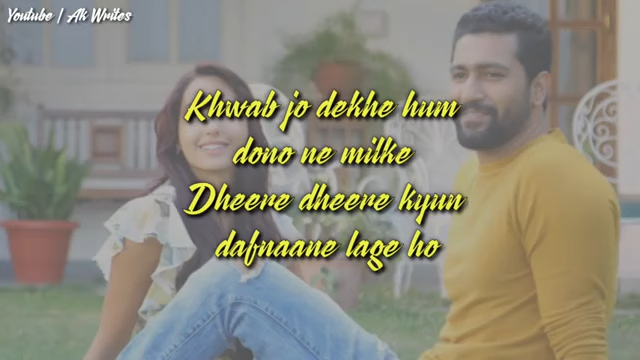 Youtube | Ak Writes
Khwab jo dekhe hum
dono ne milke
Dheere dheere kyun
dafnaane lage ho